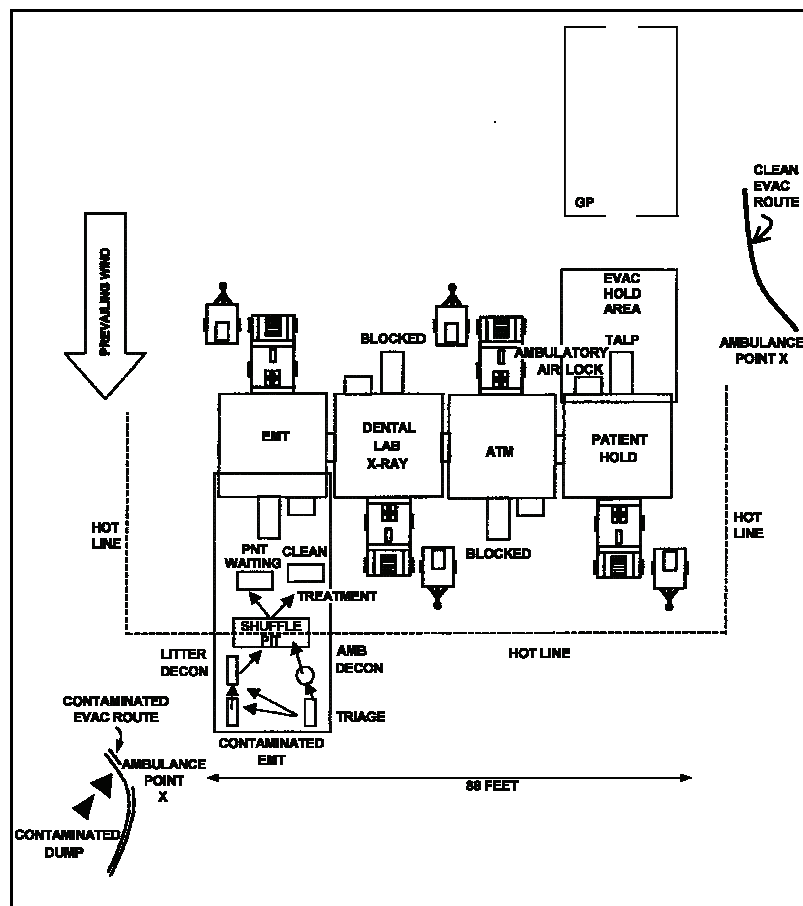 GP
CLEAN
EVAC
ROUTE
PREVAILING WIND
EVAC
HOLD
AREA
BLOCKED
TALP
AMBULATORY
AIR LOCK
AMBULANCE
POINT X
EMT
DENTAL
LAB
X-RAY
ATM
PATIENT
HOLD
HOT
LINE
HOT
LINE
PNT
WAITING
CLEAN
BLOCKED
TREATMENT
SHUFFLE
PIT
LITTER
DECON
AMB
DECON
HOT LINE
CONTAMINATED
EVAC ROUTE
TRIAGE
CONTAMINATED
EMT
AMBULANCE
POINT
X
88 FEET
CONTAMINATED
DUMP